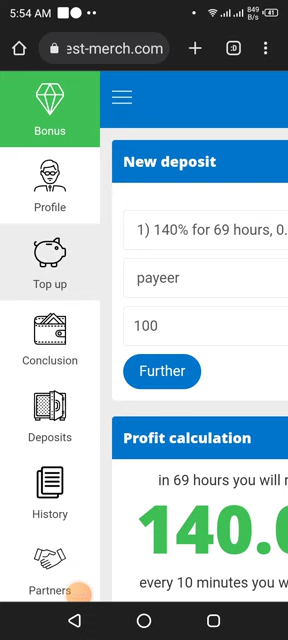 5:54 AM
849
B/s
41
est-merch.com
:D
Bonus
Profile
Top up
Conclusion
Deposits
History
Partners
New deposit
1) 140% for 69 hours, 0.
payeer
100
Further
Profit calculation
in 69 hours you will
140.
every 10 minutes you w